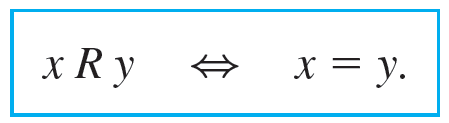 x R y ⇔ x = y.